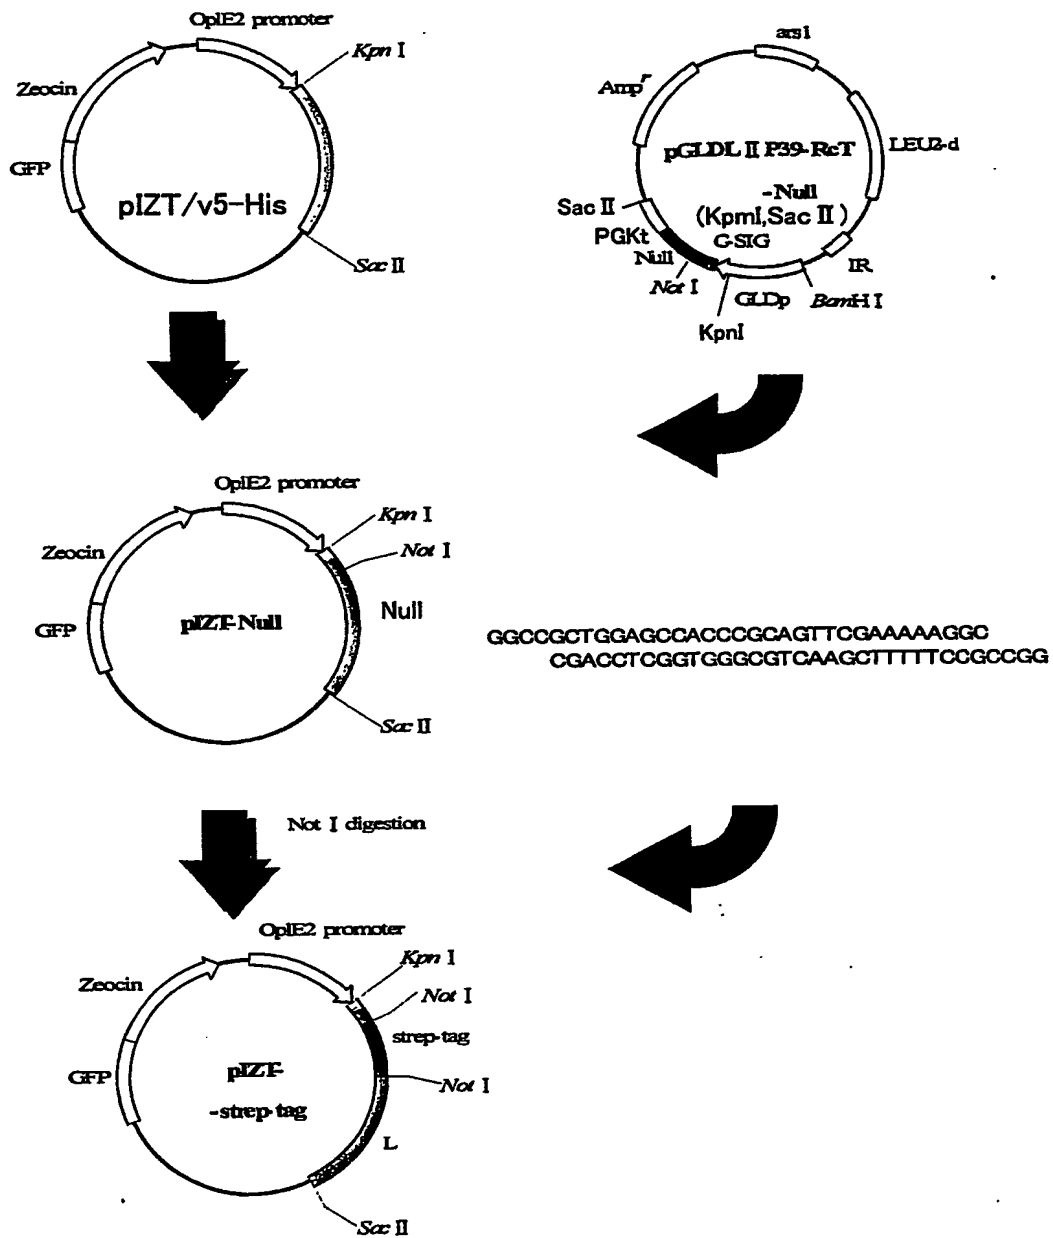 OplE2 promoter
Kpn I
Zeocin
GFP
pIZT/v5-His
Sac II
ars1
Amp r
LEU2-d
pGLDL II P39-RcT
-Null
(KpmI,Sac II)
Sac II
PGKt
C-SIG
Null
Not I
IR
GLDp
BamH I
KpnI
OplE2 promoter
Kpn I
Not I
Zeocin
Null
GFP
pIZT-Null
GGCCGCTGGAGCCACCCGCAGTTCGAAAAAGGC
CGACCTCGGTGGGCGTCAAGCTTTTTCCGCCGG
Sac II
Not I digestion
OplE2 promoter
Kpn I
Not I
Zeocin
strep-tag
GFP
pIZT-
-strep-tag
Not I
L
Sac II